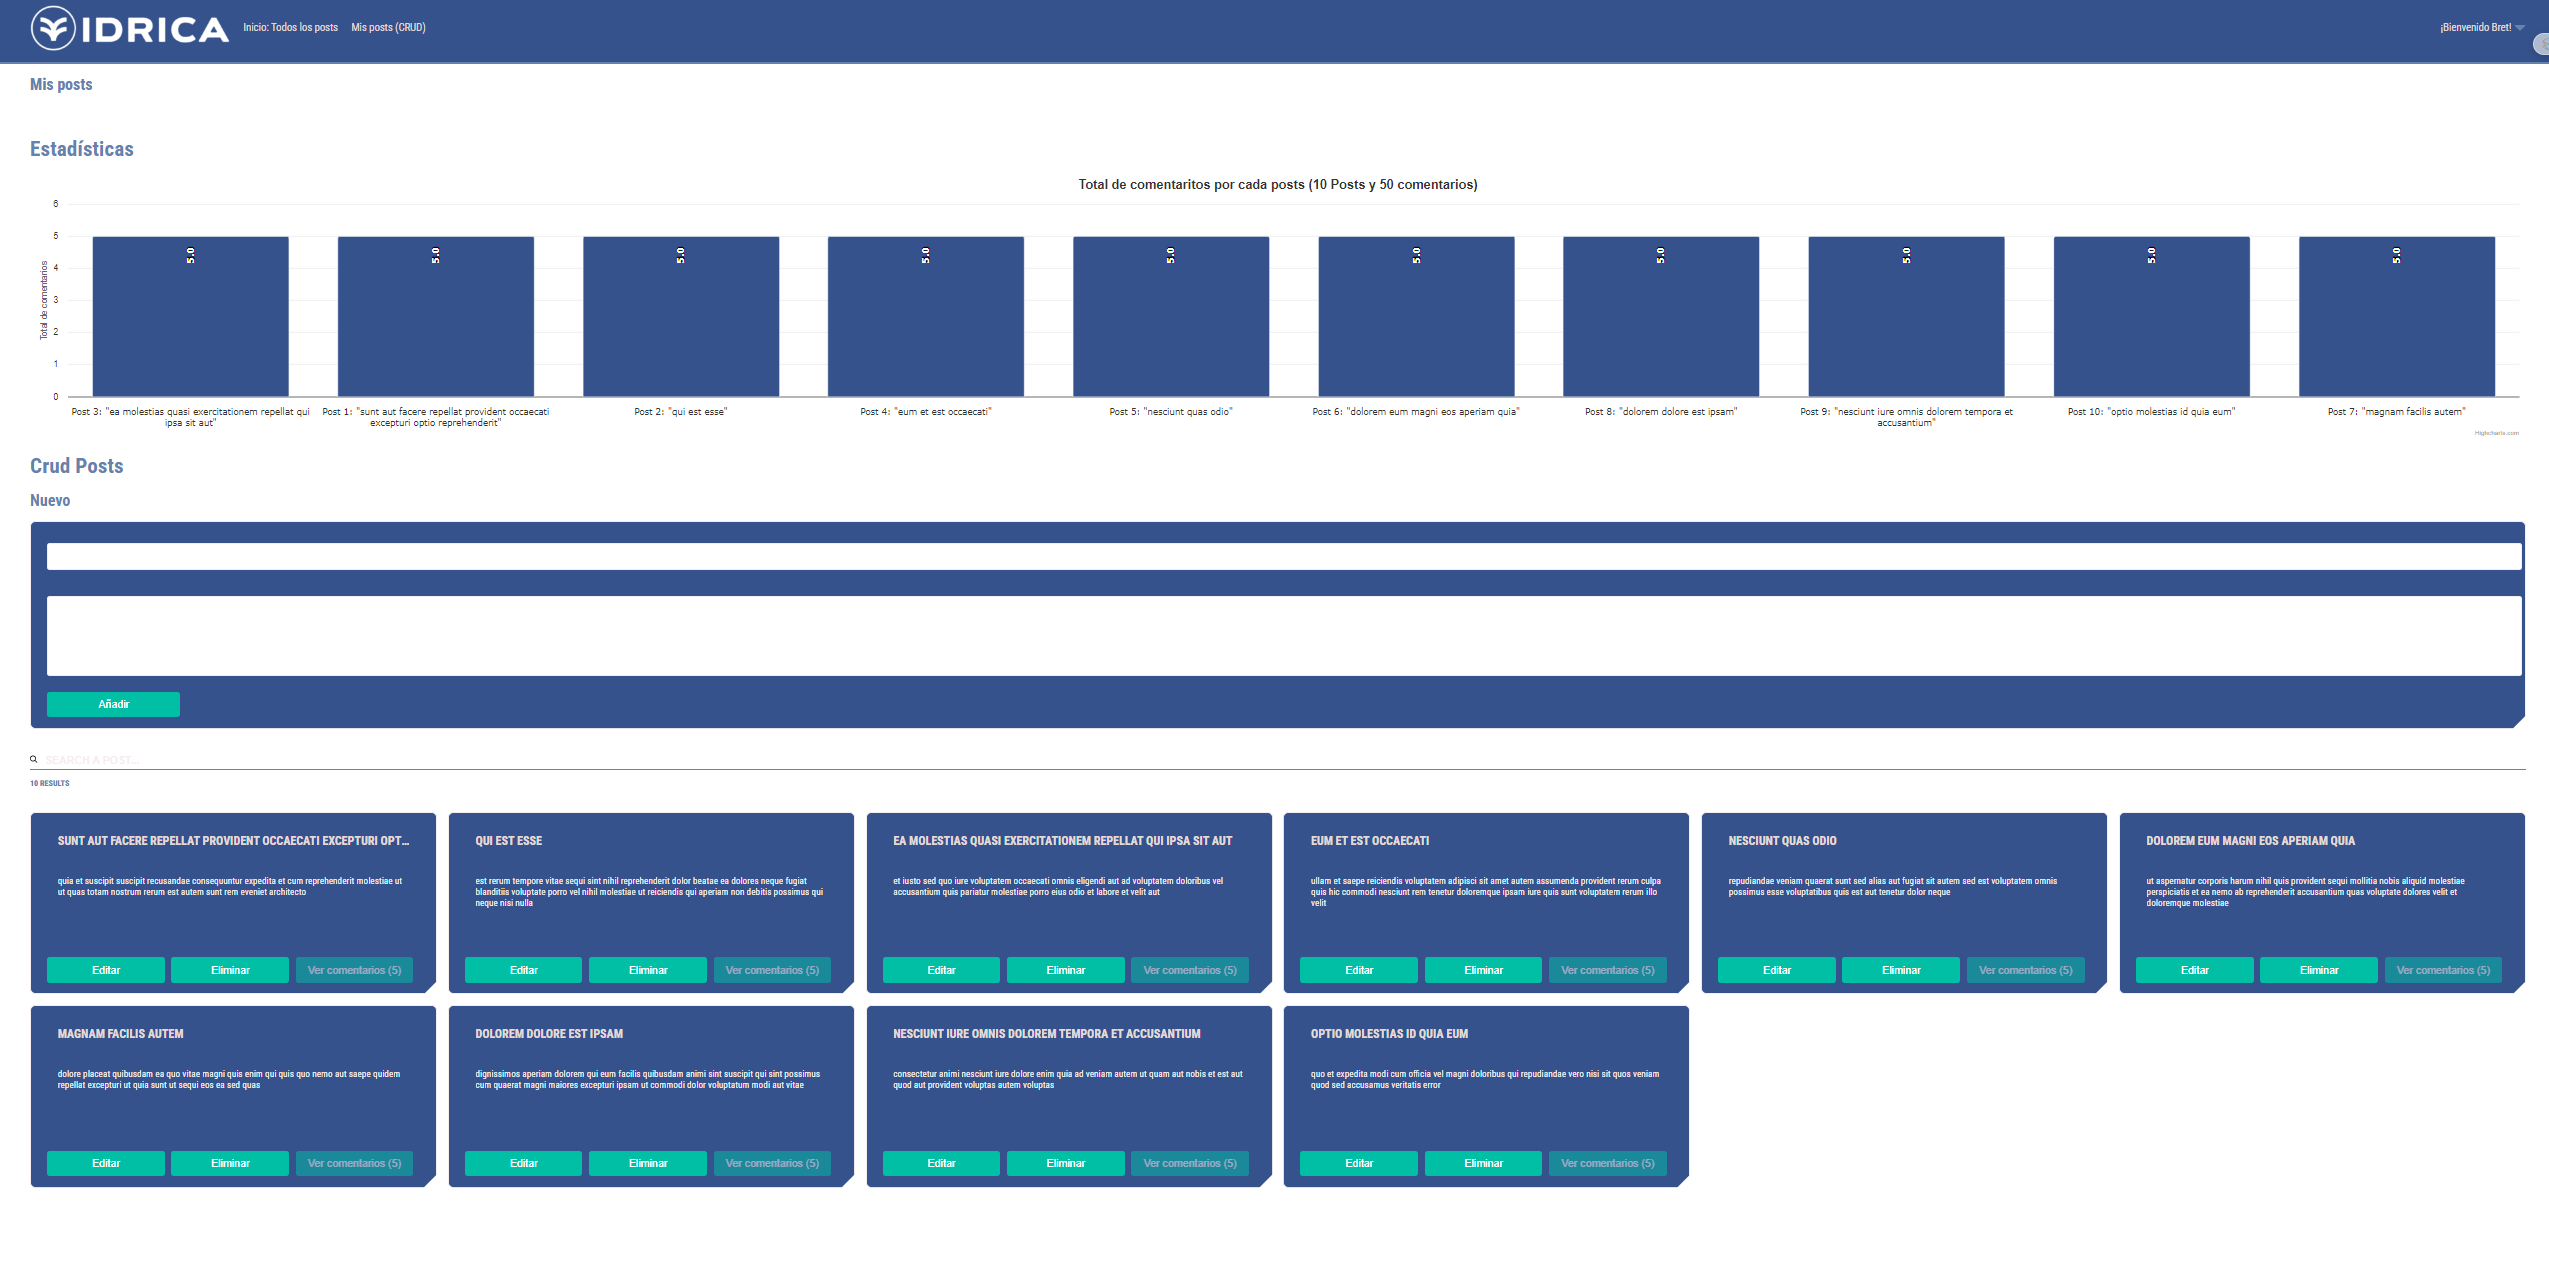 IDRICA
Inicio: Todos los posts
Mis posts (CRUD)
¡Bienvenido Bret!
Mis posts
Estadísticas
Total de comentaritos por cada posts (10 Posts y 50 comentarios)
Total de comentarios
6
5
4
3
2
1
0
5.0
5.0
5.0
5.0
5.0
5.0
5.0
5.0
5.0
5.0
Post 3: "ea molestias quasi exercitationem repellat qui
ipsa sit aut"
Post 1: "sunt aut facere repellat provident occaecati
excepturi optio reprehenderit"
Post 2: "qui est esse"
Post 4: "eum et est occaecati"
Post 5: "nesciunt quas odio"
Post 6: "dolorem eum magni eos aperiam quia"
Post 8: "dolorem dolore est ipsam"
Post 9: "nesciunt iure omnis dolorem tempora et
accusantium"
Post 10: "optio molestias id quia eum"
Post 7: "magnam facilis autem"
Highcharts.com
Crud Posts
Nuevo
Añadir
SEARCH A POST...
10 RESULTS
SUNT AUT FACERE REPELLAT PROVIDENT OCCAECATI EXCEPTURI OPT...
quia et suscipit suscipit recusandae consequuntur expedita et cum reprehenderit molestiae ut
ut quas totam nostrum rerum est autem sunt rem eveniet architecto
Editar
Eliminar
Ver comentarios (5)
QUI EST ESSE
est rerum tempore vitae sequi sint nihil reprehenderit dolor beatae ea dolores neque fugiat
blanditiis voluptate porro vel nihil molestiae ut reiciendis qui aperiam non debitis possimus qui
neque nisi nulla
Editar
Eliminar
Ver comentarios (5)
EA MOLESTIAS QUASI EXERCITATIONEM REPELLAT QUI IPSA SIT AUT
et iusto sed quo iure voluptatem occaecati omnis eligendi aut ad voluptatem doloribus vel
accusantium quis pariatur molestiae porro eius odio et labore et velit aut
Editar
Eliminar
Ver comentarios (5)
EUM ET EST OCCAECATI
ullam et saepe reiciendis voluptatem adipisci sit amet autem assumenda provident rerum culpa
quis hic commodi nesciunt rem tenetur doloremque ipsam iure quis sunt voluptatem rerum illo
velit
Editar
Eliminar
Ver comentarios (5)
NESCIUNT QUAS ODIO
repudiandae veniam quaerat sunt sed alias aut fugiat sit autem sed est voluptatem omnis
possimus esse voluptatibus quis est aut tenetur dolor neque
Editar
Eliminar
Ver comentarios (5)
DOLOREM EUM MAGNI EOS APERIAM QUIA
ut aspernatur corporis harum nihil quis provident sequi mollitia nobis aliquid molestiae
perspiciatis et ea nemo ab reprehenderit accusantium quas voluptate dolores velit et
doloremque molestiae
Editar
Eliminar
Ver comentarios (5)
MAGNAM FACILIS AUTEM
dolore placeat quibusdam ea quo vitae magni quis enim qui quis quo nemo aut saepe quidem
repellat excepturi ut quia sunt ut sequi eos ea sed quas
Editar
Eliminar
Ver comentarios (5)
DOLOREM DOLORE EST IPSAM
dignissimos aperiam dolorem qui eum facilis quibusdam animi sint suscipit qui sint possimus
cum quaerat magni maiores excepturi ipsam ut commodi dolor voluptatum modi aut vitae
Editar
Eliminar
Ver comentarios (5)
NESCIUNT IURE OMNIS DOLOREM TEMPORA ET ACCUSANTIUM
consectetur animi nesciunt iure dolore enim quia ad veniam autem ut quam aut nobis et est aut
quod aut provident voluptas autem voluptas
Editar
Eliminar
Ver comentarios (5)
OPTIO MOLESTIAS ID QUIA EUM
quo et expedita modi cum officia vel magni doloribus qui repudiandae vero nisi sit quos veniam
quod sed accusamus veritatis error
Editar
Eliminar
Ver comentarios (5)